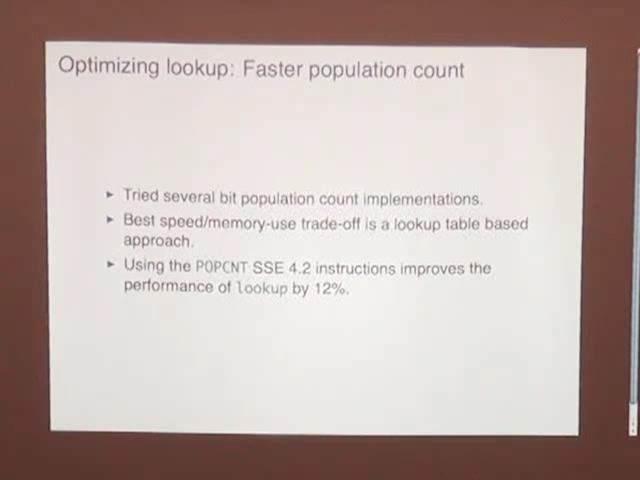 Optimizing lookup: Faster population count
► Tried several bit population count implementations.
► Best speed/memory-use trade-off is a lookup table based
approach.
► Using the POPCNT SSE 4.2 instructions improves the
performance of lookup by 12%.